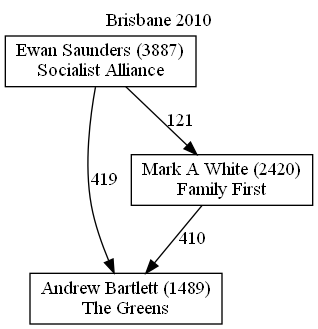 Brisbane 2010
Ewan Saunders (3887)
Socialist Alliance
121
Mark A White (2420)
Family First
419
410
Andrew Bartlett (1489)
The Greens